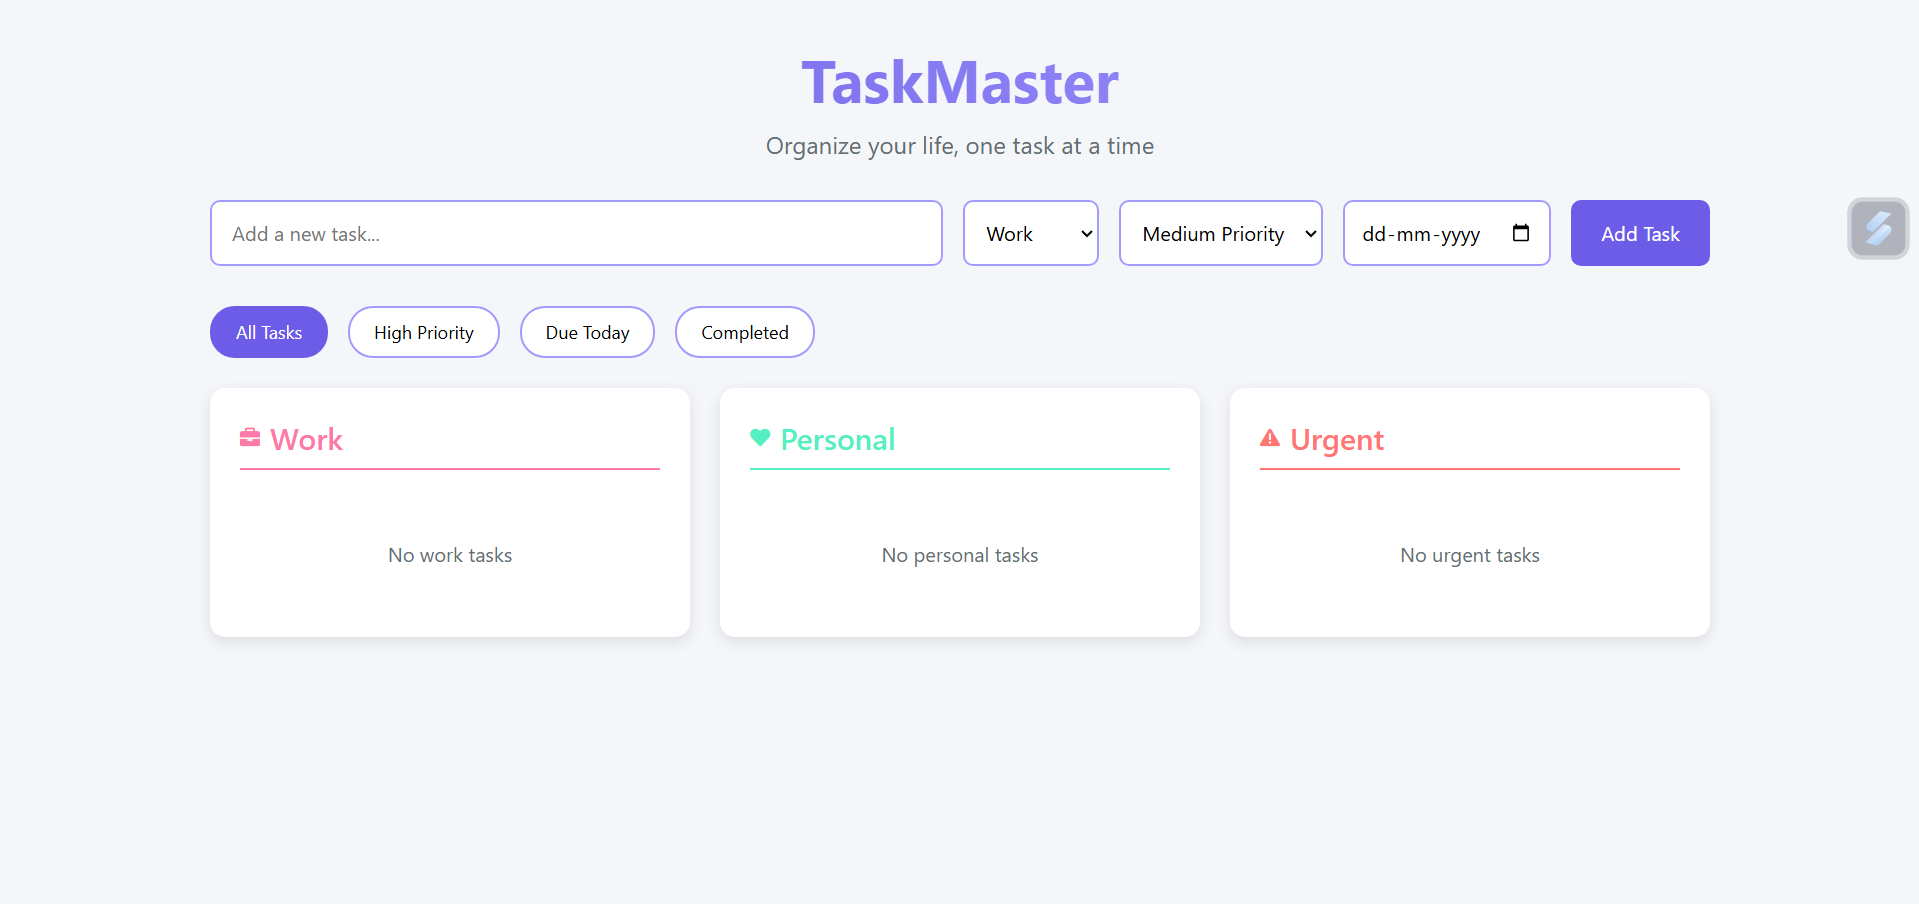 TaskMaster
Organize your life, one task at a time
Add a new task... Work Medium Priority dd-mm-yyyy Add Task
All Tasks High Priority Due Today Completed
Work Personal Urgent
No work tasks No personal tasks No urgent tasks